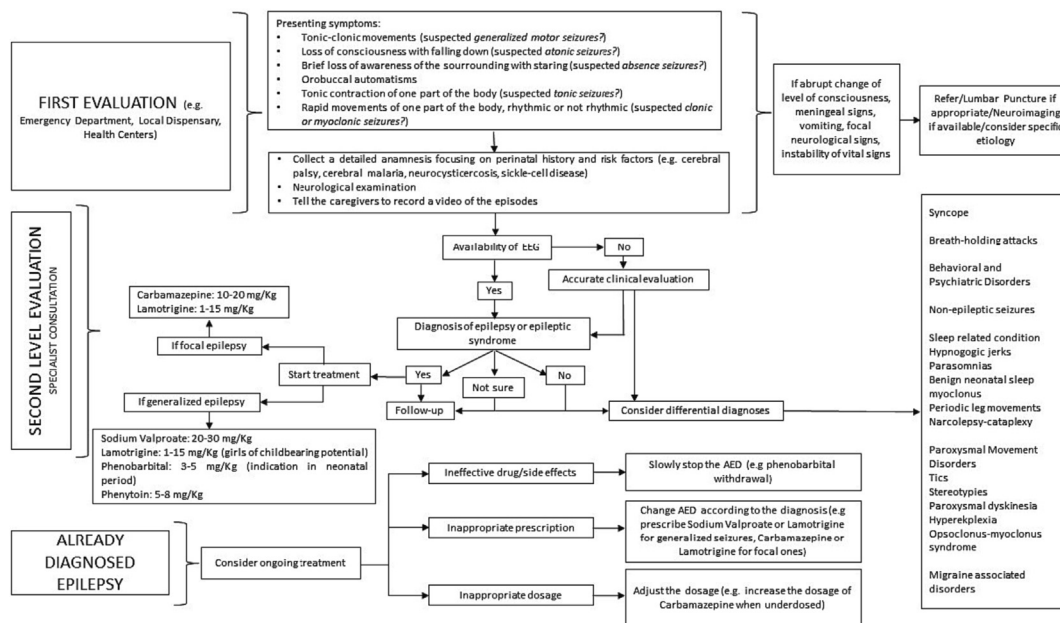 Presenting symptoms:
• Tonic-clonic movements (suspected generalized motor seizures?)
• Loss of consciousness with falling down (suspected atonic seizures?)
• Brief loss of awareness of the sourrounding with staring (suspected absence seizures?)
• Orobuccal automatisms
• Tonic contraction of one part of the body (suspected tonic seizures?)
• Rapid movements of one part of the body, rhythmic or not rhythmic (suspected clonic
or myoclonic seizures?)
FIRST EVALUATION (e.g.
Emergency Department, Local Dispensary,
Health Centers)
• Collect a detailed anamnesis focusing on perinatal history and risk factors (e.g. cerebral
palsy, cerebral malaria, neurocysticercosis, sickle-cell disease)
• Neurological examination
• Tell the caregivers to record a video of the episodes
If abrupt change of
level of consciousness,
meningeal signs,
vomiting, focal
neurological signs,
instability of vital signs
Refer/Lumbar Puncture if
appropriate/Neuroimaging
if available/consider specific
etiology
SECOND LEVEL EVALUATION
SPECIALIST CONSULTATION
Availability of EEG
No
Accurate clinical evaluation
Yes
Diagnosis of epilepsy or epileptic
syndrome
Yes
Not sure
No
Follow-up
Consider differential diagnoses
Start treatment
If focal epilepsy
Carbamazepine: 10-20 mg/Kg
Lamotrigine: 1-15 mg/Kg
If generalized epilepsy
Sodium Valproate: 20-30 mg/Kg
Lamotrigine: 1-15 mg/Kg (girls of childbearing potential)
Phenobarbital: 3-5 mg/Kg (indication in neonatal
period)
Phenytoin: 5-8 mg/Kg
Syncope
Breath-holding attacks
Behavioral and
Psychiatric Disorders
Non-epileptic seizures
Sleep related condition
Hypnogogic jerks
Parasomnias
Benign neonatal sleep
myoclonus
Periodic leg movements
Narcolepsy-cataplexy
Paroxysmal Movement
Disorders
Tics
Stereotypies
Paroxysmal dyskinesia
Hyperekplexia
Opsoclonus-myoclonus
syndrome
Migraine associated
disorders
ALREADY
DIAGNOSED
EPILEPSY
Consider ongoing treatment
Ineffective drug/side effects
Slowly stop the AED (e.g phenobarbital
withdrawal)
Inappropriate prescription
Change AED according to the diagnosis (e.g
prescribe Sodium Valproate or Lamotrigine
for generalized seizures, Carbamazepine or
Lamotrigine for focal ones)
Inappropriate dosage
Adjust the dosage (e.g. increase the dosage of
Carbamazepine when underdosed)